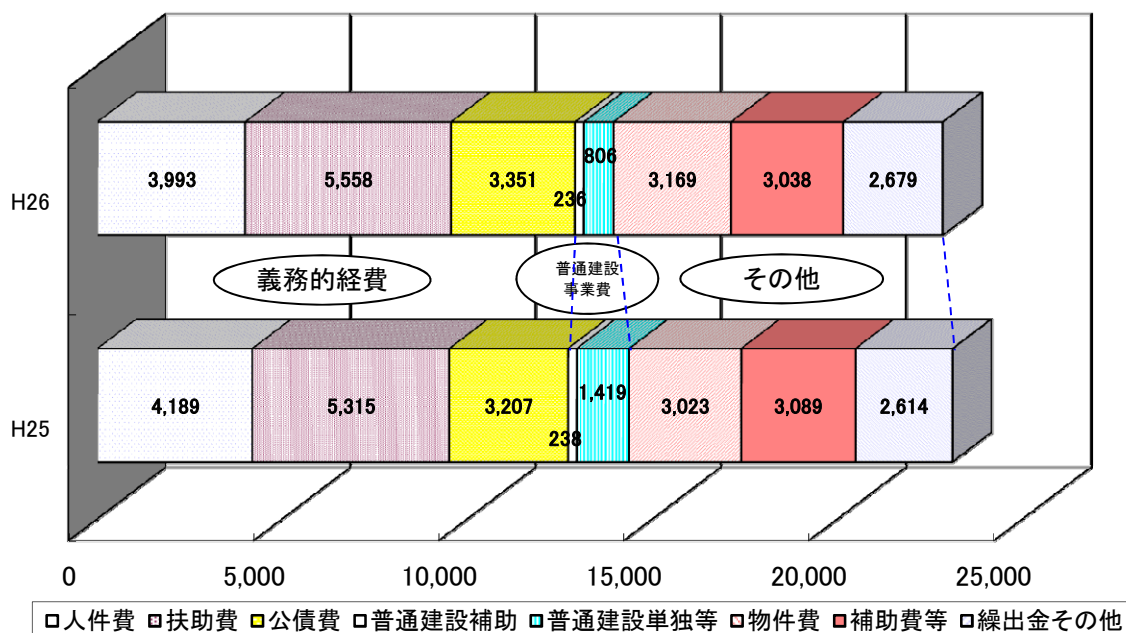 H26
3,993
5,558
3,351
236
806
3,169
3,038
2,679
義務的経費
普通建設
事業費
その他
H25
4,189
5,315
3,207
238
1,419
3,023
3,089
2,614
0 5,000 10,000 15,000 20,000 25,000
人件費 扶助費 公債費 普通建設補助 普通建設単独等 物件費 補助費等 繰出金その他